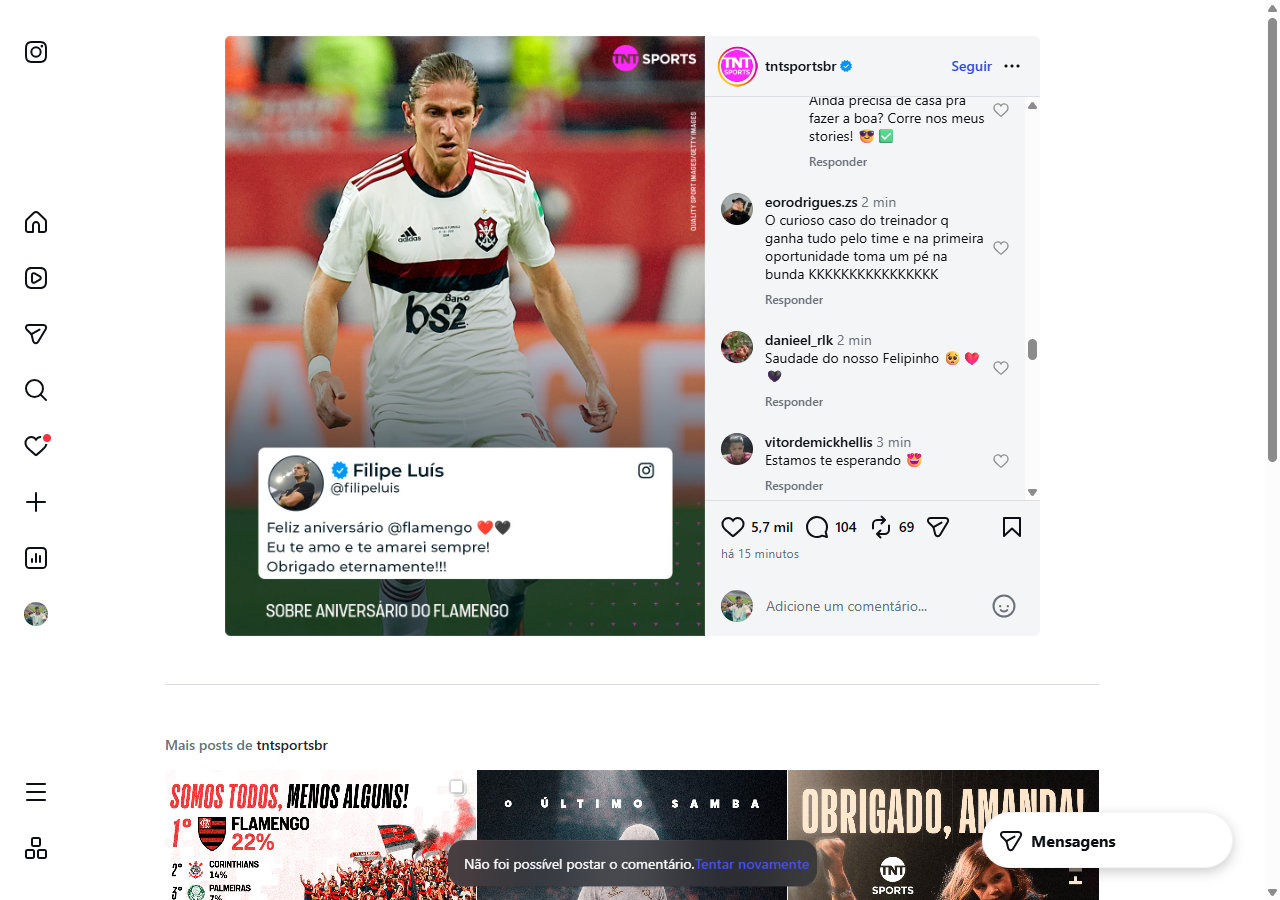 TNT SPORTS
QUALITY SPORT IMAGES/GETTY IMAGES
adidas
Banco
bs2
Filipe Luís
@filipeluis
Feliz aniversário @flamengo ❤️🖤
Eu te amo e te amarei sempre!
Obrigado eternamente!!!
SOBRE ANIVERSÁRIO DO FLAMENGO
TNT SPORTS
tntsportsbr
Seguir
Ainda precisa de casa pra
fazer a boa? Corre nos meus
stories! 😎 ✅
Responder
eorodrigues.zs 2 min
O curioso caso do treinador q
ganha tudo pelo time e na primeira
oportunidade toma um pé na
bunda KKKKKKKKKKKKKKKK
Responder
danieel_rlk 2 min
Saudade do nosso Felipinho 🥺 ❤️
🖤
Responder
vitordemickhellis 3 min
Estamos te esperando 😍
Responder
5,7 mil 104 69
há 15 minutos
Adicione um comentário...
Mais posts de tntsportsbr
SOMOS TODOS, MENOS ALGUNS!
1º FLAMENGO
22%
2º CORINTHIANS
14%
3º PALMEIRAS
7%
O ÚLTIMO SAMBA
OBRIGADO, AMANDA!
TNT
SPORTS
Não foi possível postar o comentário. Tentar novamente
Mensagens